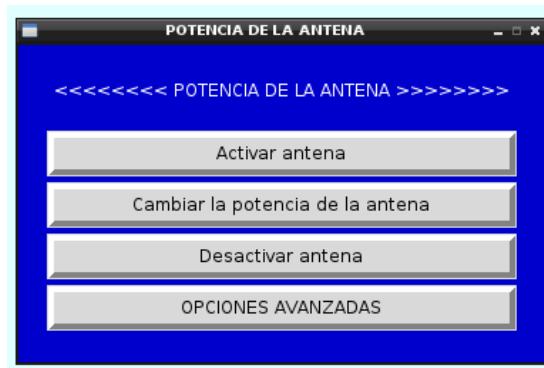 POTENCIA DE LA ANTENA
<<<<<<<< POTENCIA DE LA ANTENA >>>>>>>>
Activar antena
Cambiar la potencia de la antena
Desactivar antena
OPCIONES AVANZADAS